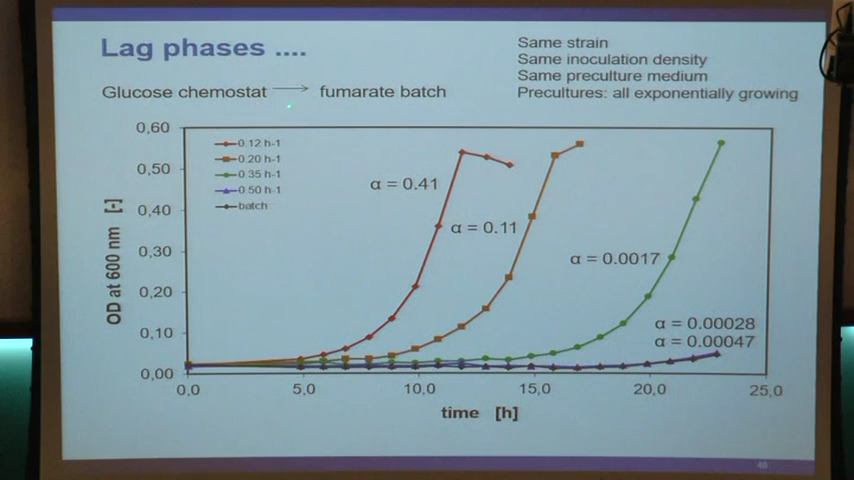 Lag phases ....
Same strain
Same inoculation density
Same preculture medium
Precultures: all exponentially growing
Glucose chemostat → fumarate batch
0,60
0,50
0,40
0,30
0,20
0,10
0,00
OD at 600 nm [-]
0.12 h-1
0.20 h-1
0.35 h-1
0.50 h-1
batch
α = 0.41
α = 0.11
α = 0.0017
α = 0.00028
α = 0.00047
0,0
5,0
10,0
15,0
20,0
25,0
time [h]
48